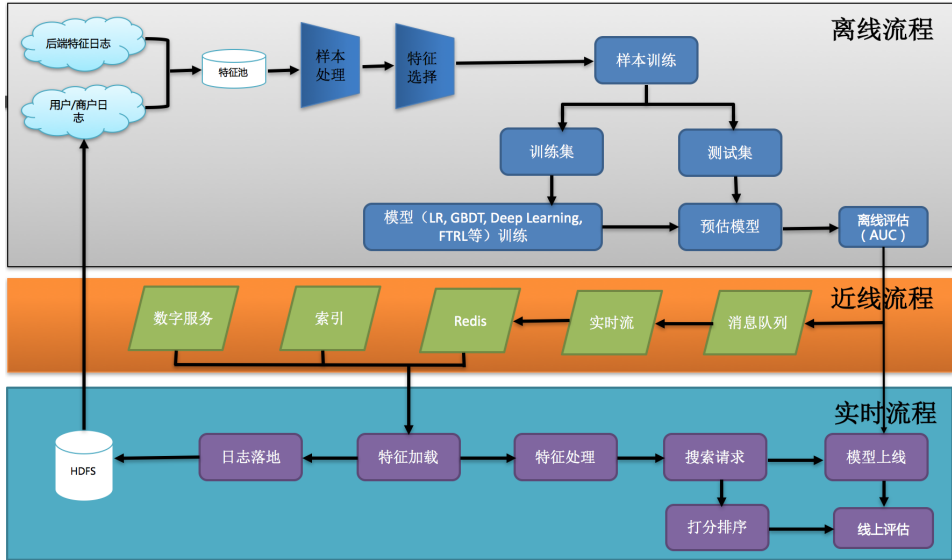 离线流程
后端特征日志
用户/商户日
志
特征池
样本
处理
特征
选择
样本训练
训练集
测试集
模型（LR, GBDT, Deep Learning,
FTRL等）训练
预估模型
离线评估
（AUC）
近线流程
数字服务
索引
Redis
实时流
消息队列
实时流程
HDFS
日志落地
特征加载
特征处理
搜索请求
模型上线
打分排序
线上评估